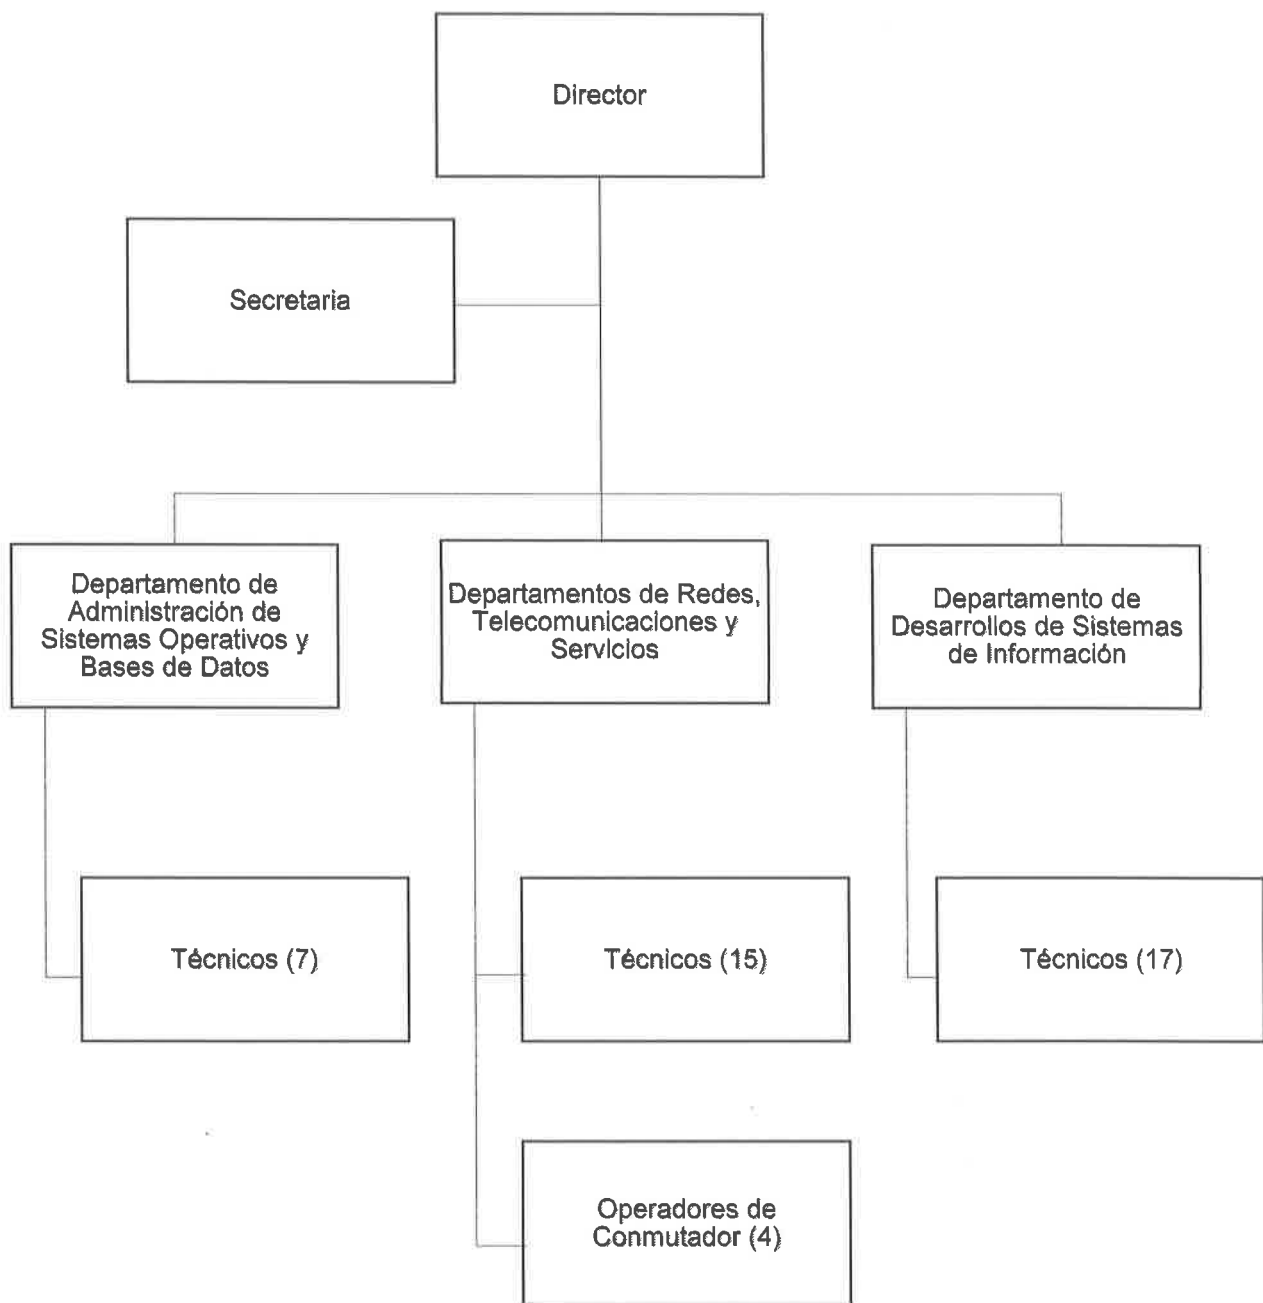 Director
Secretaria
Departamento de
Administración de
Sistemas Operativos y
Bases de Datos
Departamentos de Redes,
Telecomunicaciones y
Servicios
Departamento de
Desarrollos de Sistemas
de Información
Técnicos (7)
Técnicos (15)
Técnicos (17)
Operadores de
Conmutador (4)